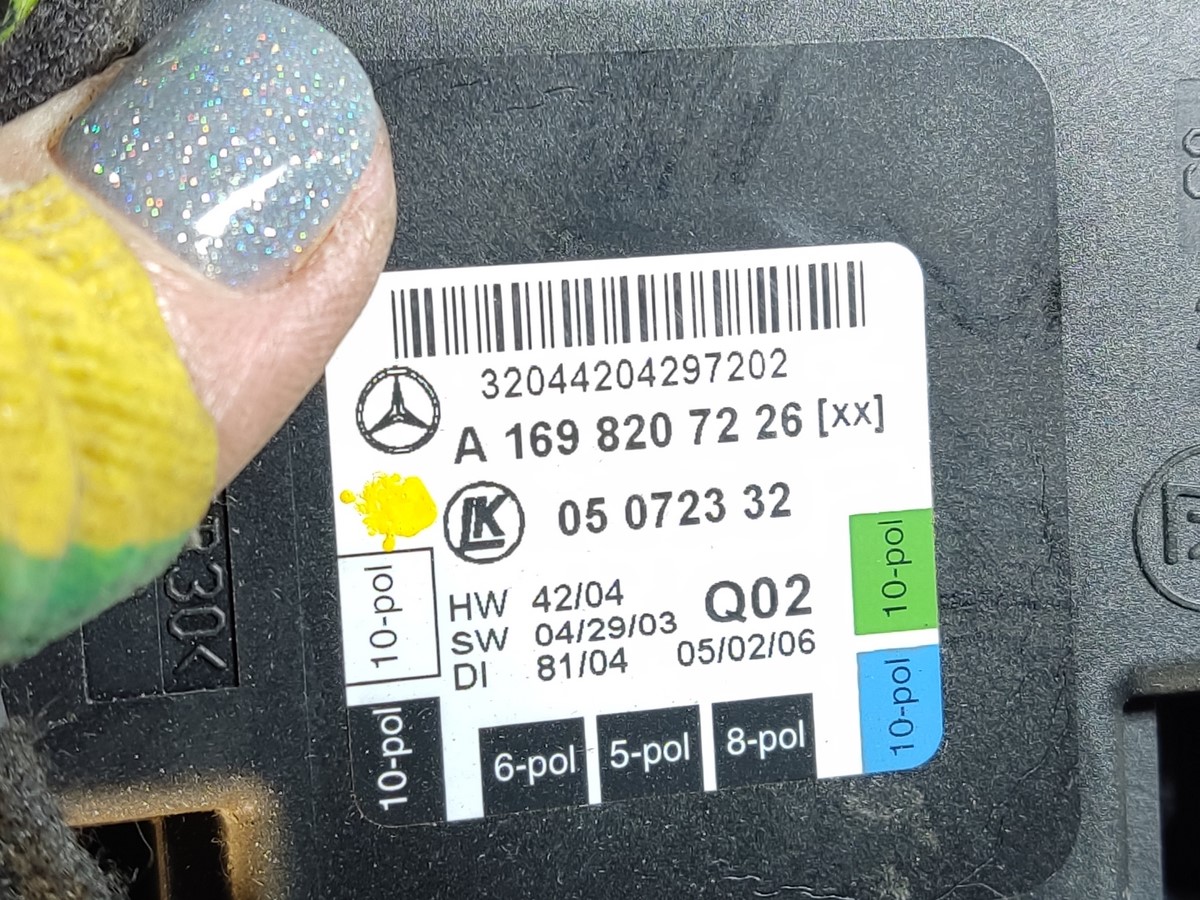 32044204297202
A 169 820 72 26 [xx]
LK 05 0723 32
HW 42/04 Q02
SW 04/29/03 05/02/06
DI 81/04
10-pol
10-pol
6-pol
5-pol
8-pol
10-pol
10-pol